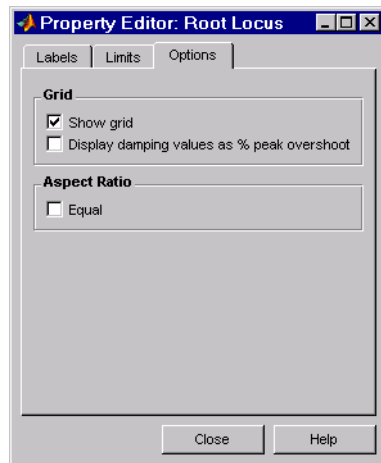 Property Editor: Root Locus
Labels Limits Options
Grid
Show grid
Display damping values as % peak overshoot
Aspect Ratio
Equal
Close Help